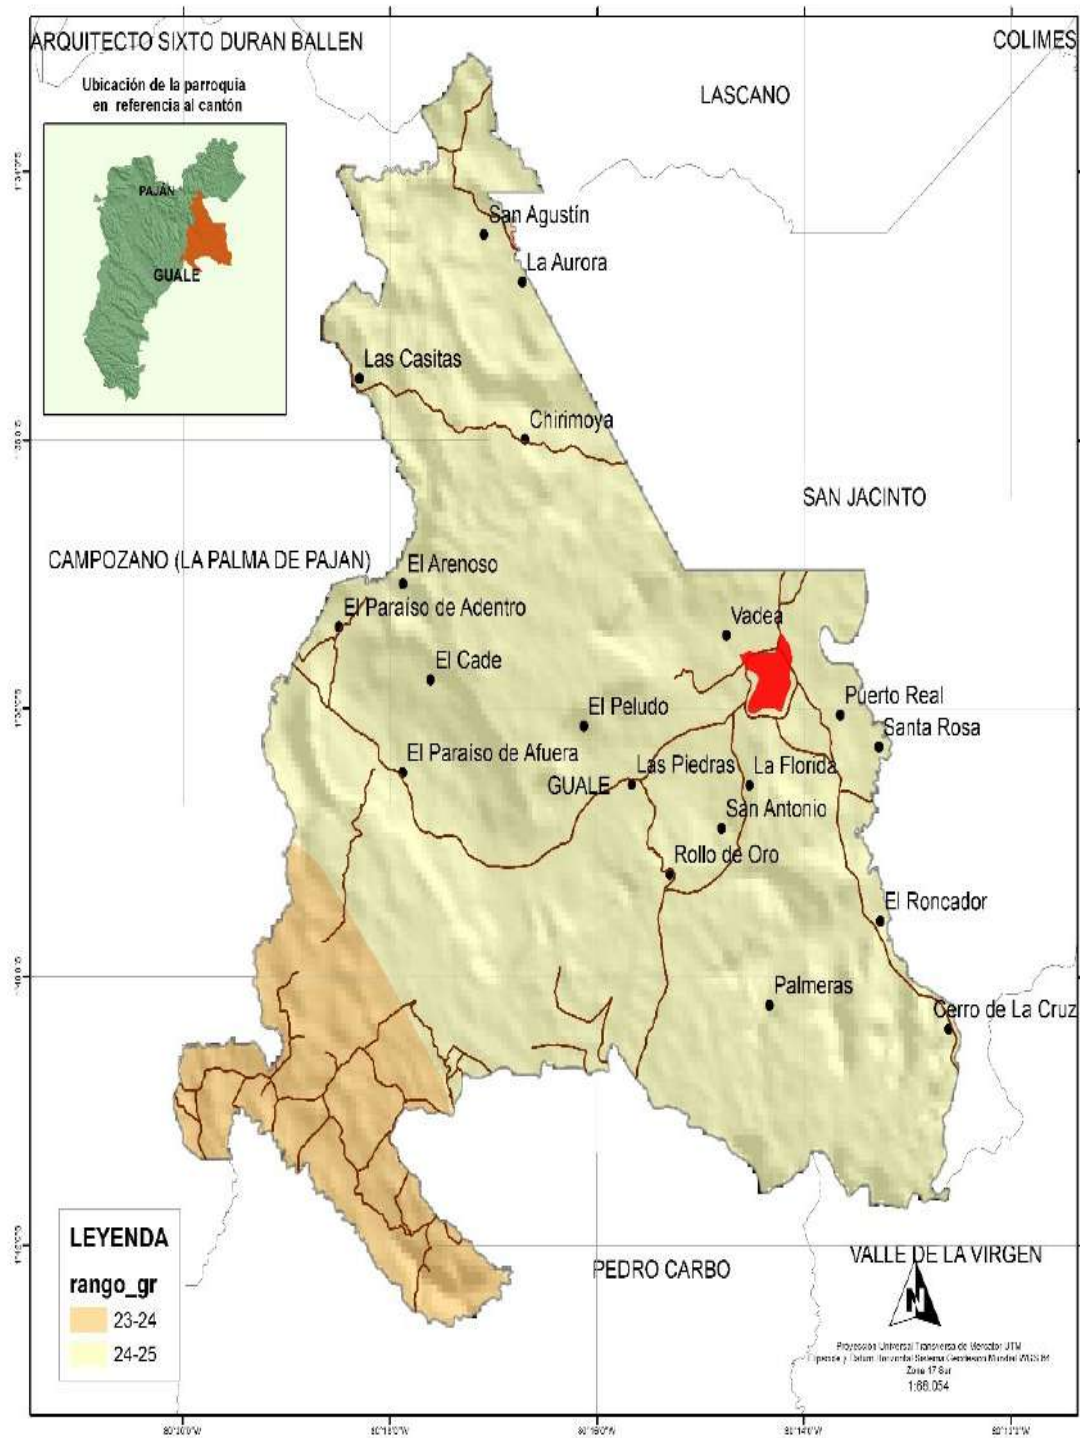 ARQUITECTO SIXTO DURAN BALLEN
COLIMES
Ubicación de la parroquia
en referencia al cantón
LASCANO
PAJÁN
GUALE
San Agustín
La Aurora
Las Casitas
Chirimoya
SAN JACINTO
CAMPOZANO (LA PALMA DE PAJAN)
El Arenoso
El Paraíso de Adentro
Vadea
El Cade
Puerto Real
El Peludo
Santa Rosa
El Paraiso de Afuera
Las Piedras
La Florida
GUALE
San Antonio
Rollo de Oro
El Roncador
Palmeras
Cerro de La Cruz
LEYENDA
rango_gr
23-24
24-25
PEDRO CARBO
VALLE DE LA VIRGEN
N
Proyección Universal Transversa de Mercator UTM
Zona 17 Sur